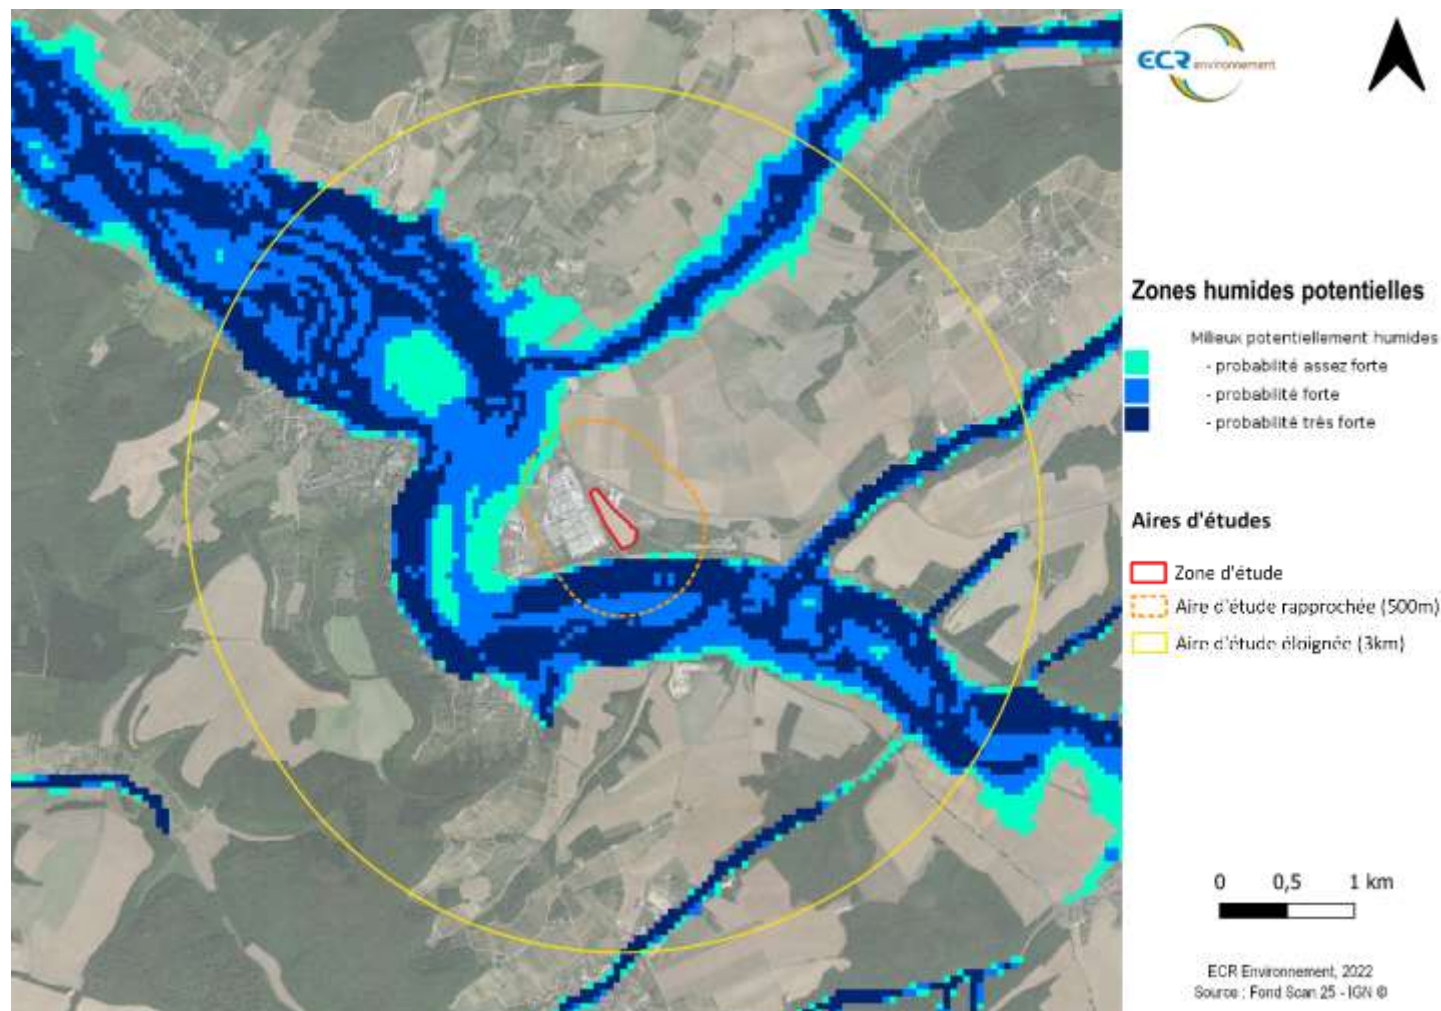 ECR environnement
Zones humides potentielles
Milieux potentiellement humides
- probabilité assez forte
- probabilité forte
- probabilité très forte
Aires d'études
Zone d'étude
Aire d'étude rapprochée (500m)
Aire d'étude éloignée (3km)
0 0,5 1 km
ECR Environnement, 2022
Source : Fond Scan 25 - IGN ©